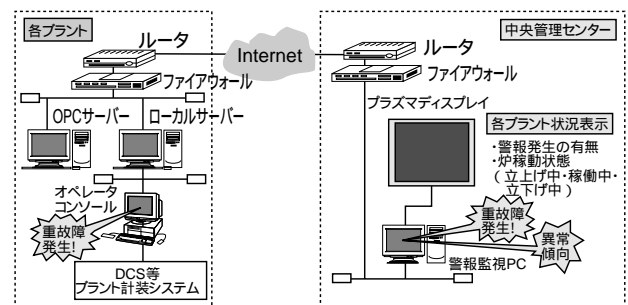 各プラント
ルータ
ファイアウォール
OPCサーバー
ローカルサーバー
オペレータ
コンソール
重故障
発生!
DCS等
プラント計装システム
Internet
中央管理センター
ルータ
ファイアウォール
プラズマディスプレイ
各プラント状況表示
・警報発生の有無
・炉稼動状態
(立上げ中・稼働中・
立下げ中)
重故障
発生!
異常
傾向
警報監視PC